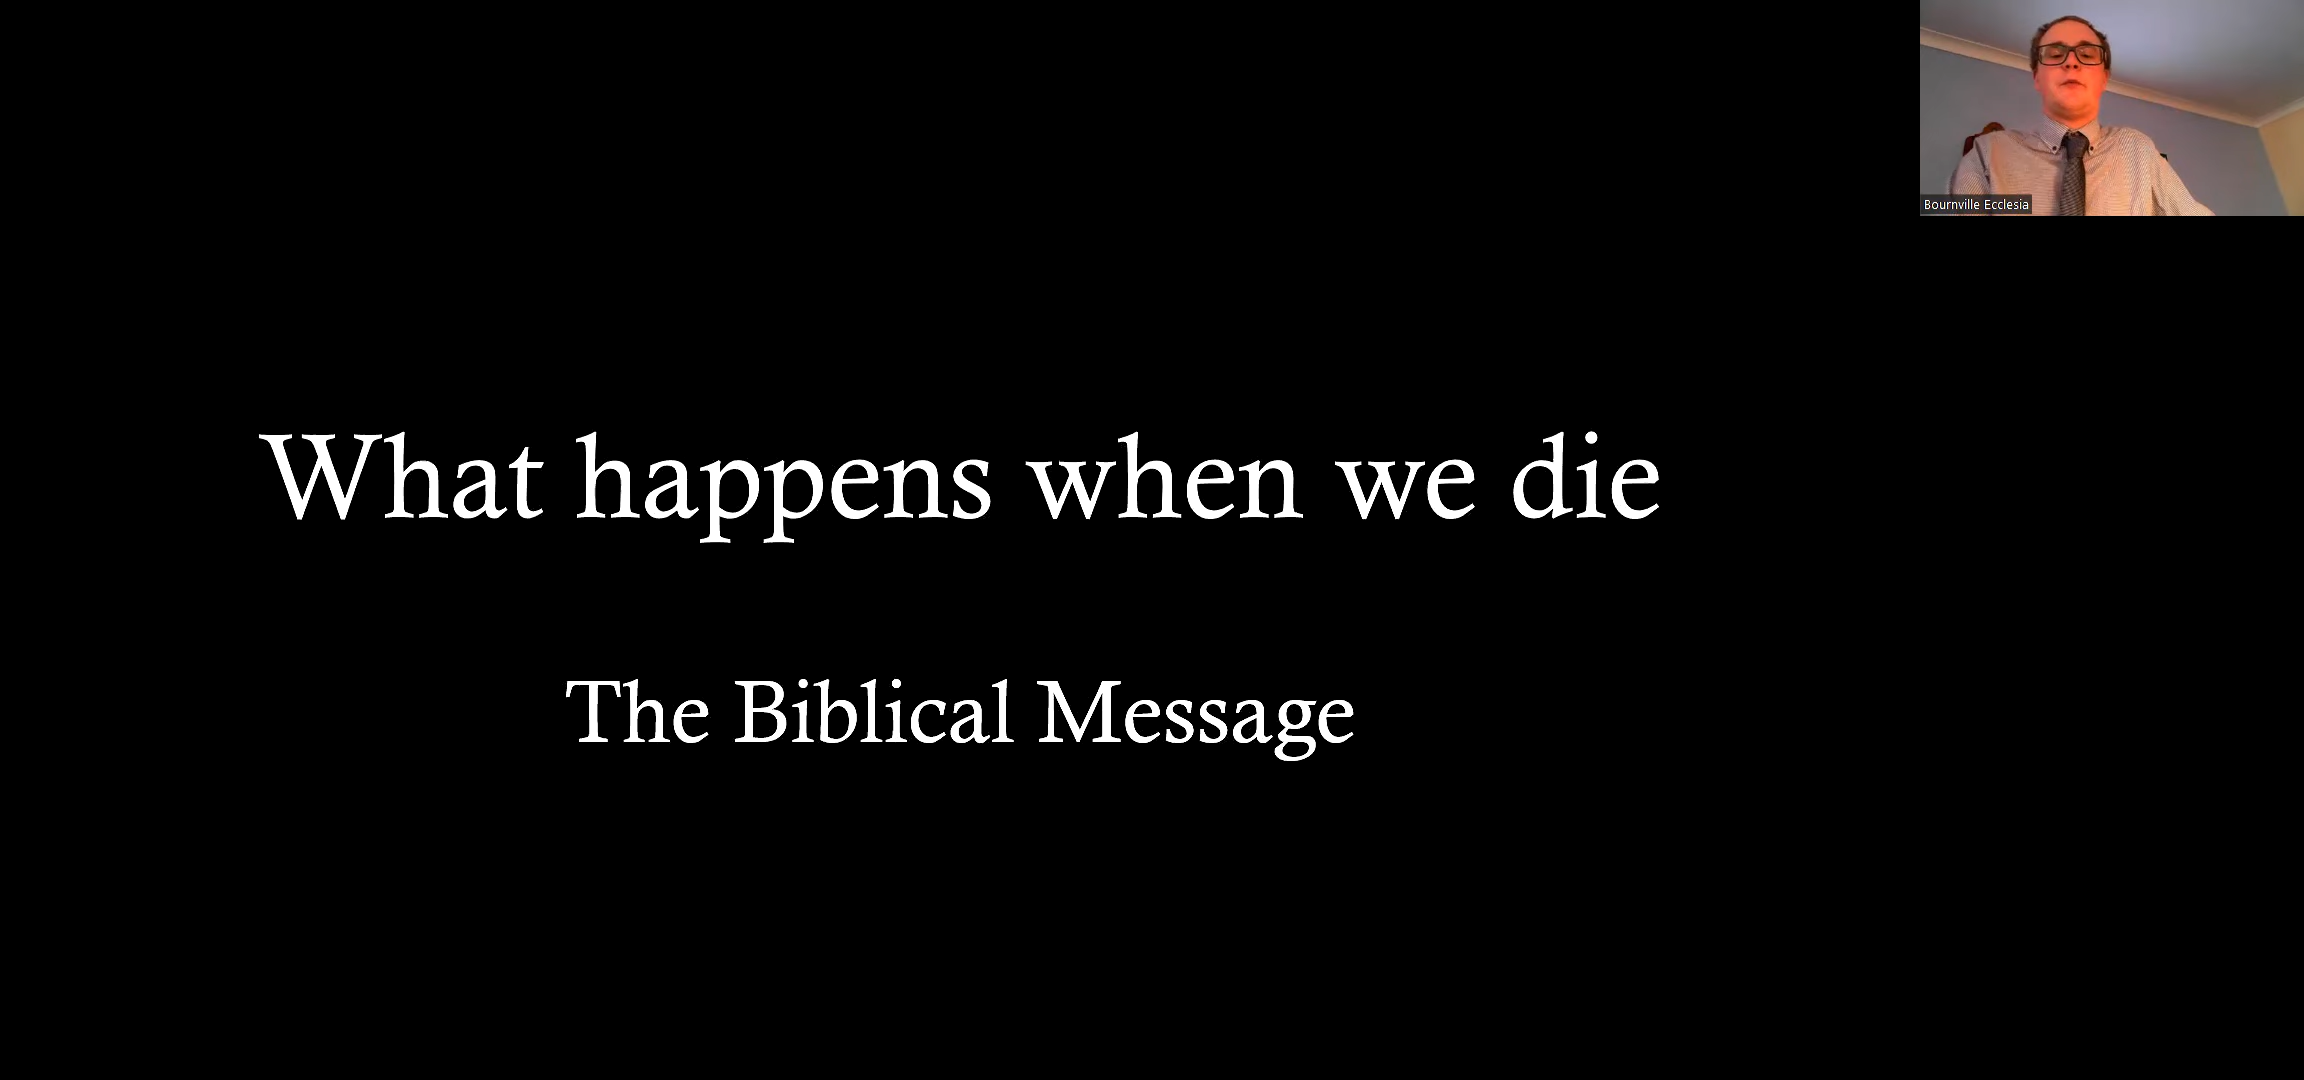 What happens when we die
The Biblical Message
Bournville Ecclesia